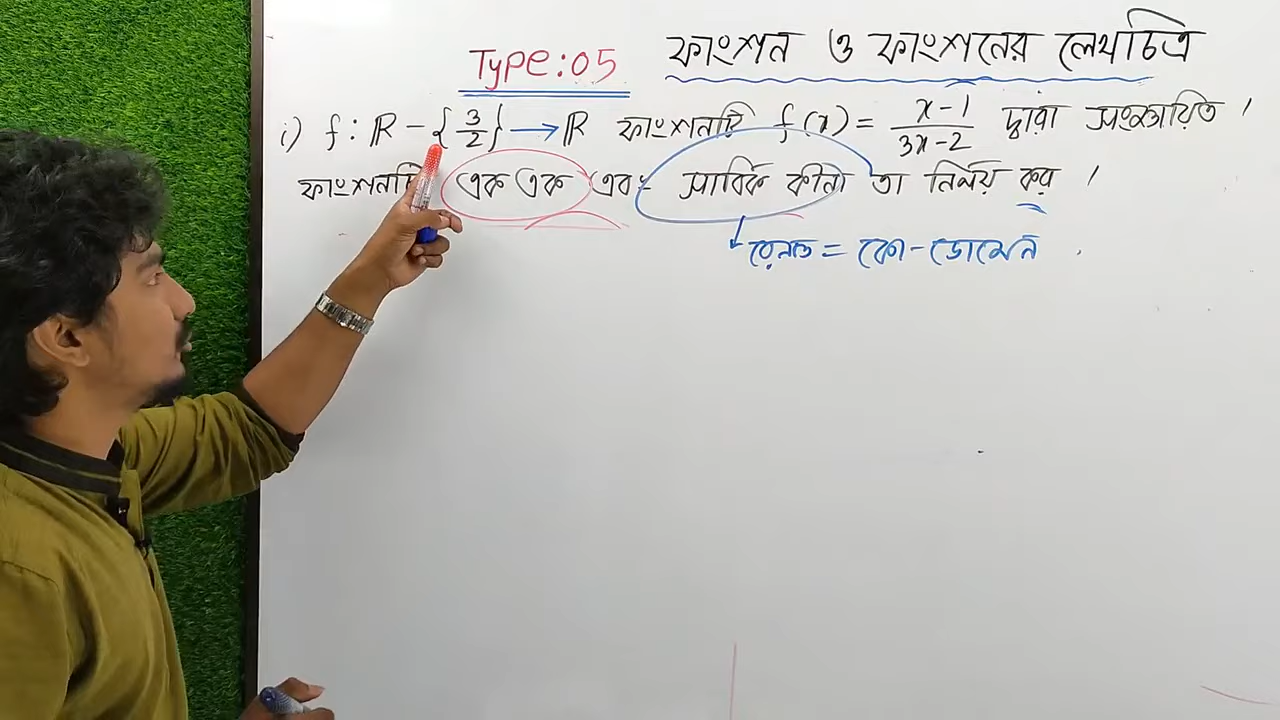 Type:05 ফাংশন ও ফাংশনের লেখচিত্র
i) f: ℝ - {3/2} → ℝ ফাংশনটি f(x) = (x-1)/(3x-2) দ্বারা সংজ্ঞায়িত।
ফাংশনটি এক এক এবং সার্বিক কীনা তা নির্ণয় কর।
↓ রেঞ্জ = কো-ডোমেন